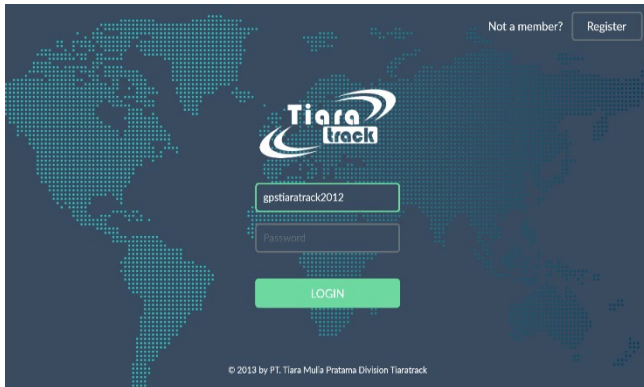 Not a member? Register
Tiara
track
gpstiaratrack2012
Password
LOGIN
© 2013 by PT. Tiara Mulia Pratama Division Tiaratrack